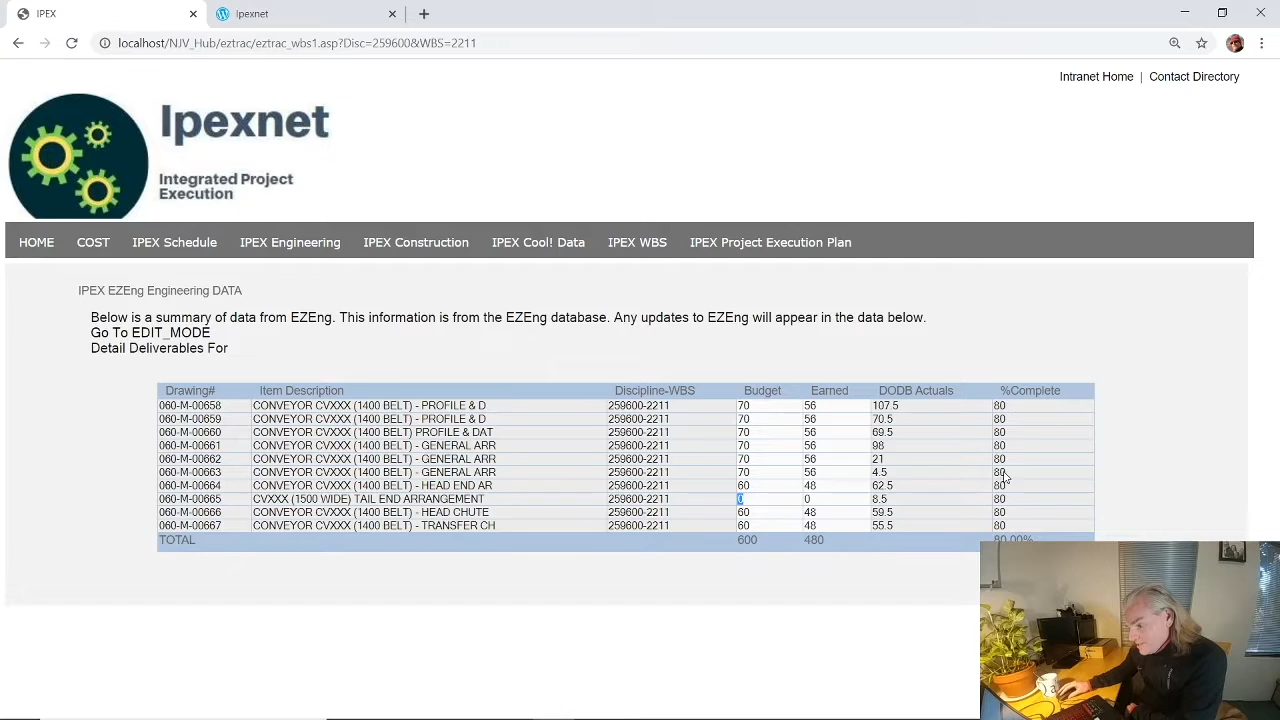 IPEX
Ipexnet
localhost/NJV_Hub/eztrac/eztrac_wbs1.asp?Disc=259600&WBS=2211
Intranet Home | Contact Directory
Ipexnet
Integrated Project
Execution
HOME COST IPEX Schedule IPEX Engineering IPEX Construction IPEX Cool! Data IPEX WBS IPEX Project Execution Plan
IPEX EZEng Engineering DATA
Below is a summary of data from EZEng. This information is from the EZEng database. Any updates to EZEng will appear in the data below.
Go To EDIT_MODE
Detail Deliverables For
Drawing# Item Description Discipline-WBS Budget Earned DODB Actuals %Complete
060-M-00658 CONVEYOR CVXXX (1400 BELT) - PROFILE & D 259600-2211 70 56 107.5 80
060-M-00659 CONVEYOR CVXXX (1400 BELT) - PROFILE & D 259600-2211 70 56 70.5 80
060-M-00660 CONVEYOR CVXXX (1400 BELT) PROFILE & DAT 259600-2211 70 56 69.5 80
060-M-00661 CONVEYOR CVXXX (1400 BELT) - GENERAL ARR 259600-2211 70 56 98 80
060-M-00662 CONVEYOR CVXXX (1400 BELT) - GENERAL ARR 259600-2211 70 56 21 80
060-M-00663 CONVEYOR CVXXX (1400 BELT) - GENERAL ARR 259600-2211 70 56 4.5 80
060-M-00664 CONVEYOR CVXXX (1400 BELT) - HEAD END AR 259600-2211 60 48 62.5 80
060-M-00665 CVXXX (1500 WIDE) TAIL END ARRANGEMENT 259600-2211 0 0 8.5 80
060-M-00666 CONVEYOR CVXXX (1400 BELT) - HEAD CHUTE 259600-2211 60 48 59.5 80
060-M-00667 CONVEYOR CVXXX (1400 BELT) - TRANSFER CH 259600-2211 60 48 55.5 80
TOTAL 600 480 80.00%